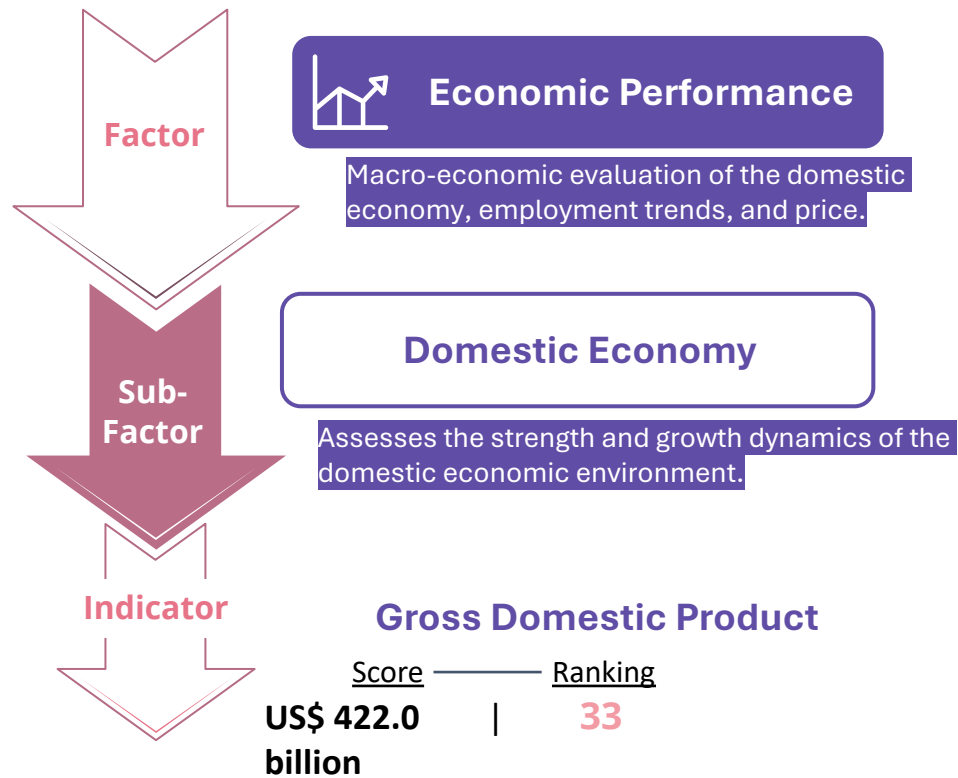 Factor
Economic Performance
Macro-economic evaluation of the domestic
economy, employment trends, and price.
Sub-
Factor
Domestic Economy
Assesses the strength and growth dynamics of the
domestic economic environment.
Indicator
Gross Domestic Product
Score Ranking
US$ 422.0 | 33
billion